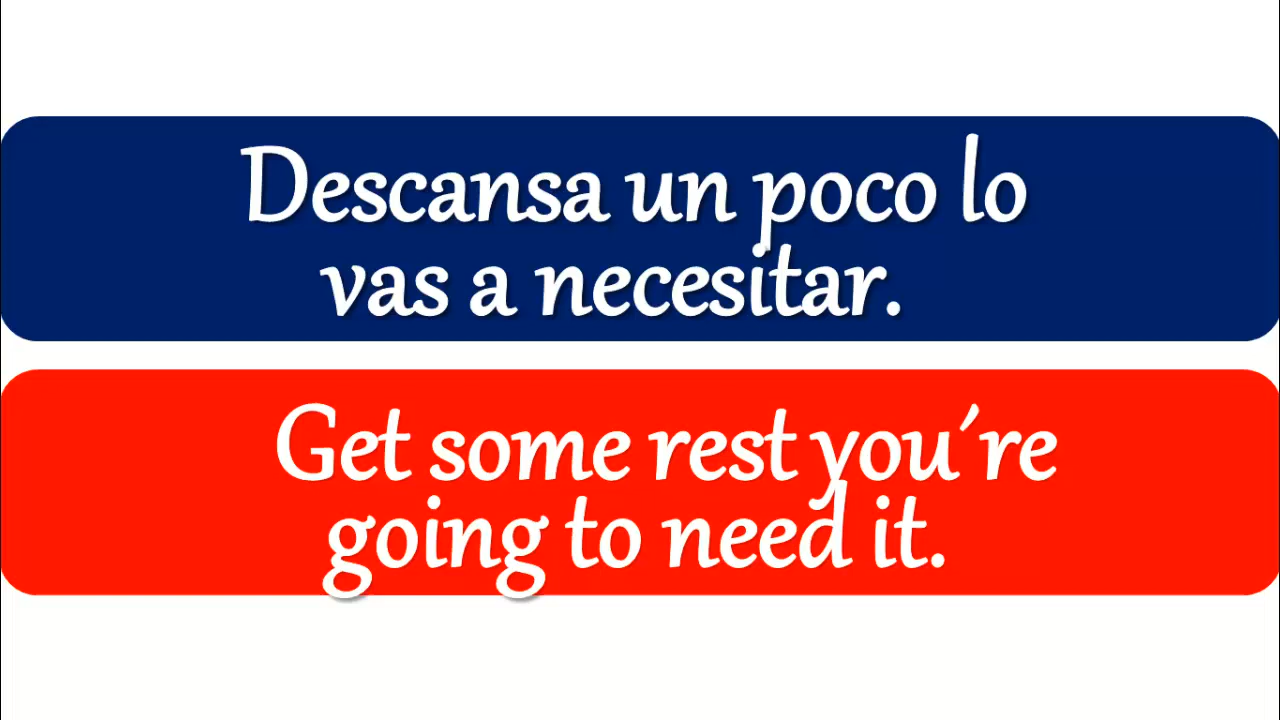 Descansa un poco lo
vas a necesitar.
Get some rest you´re
going to need it.